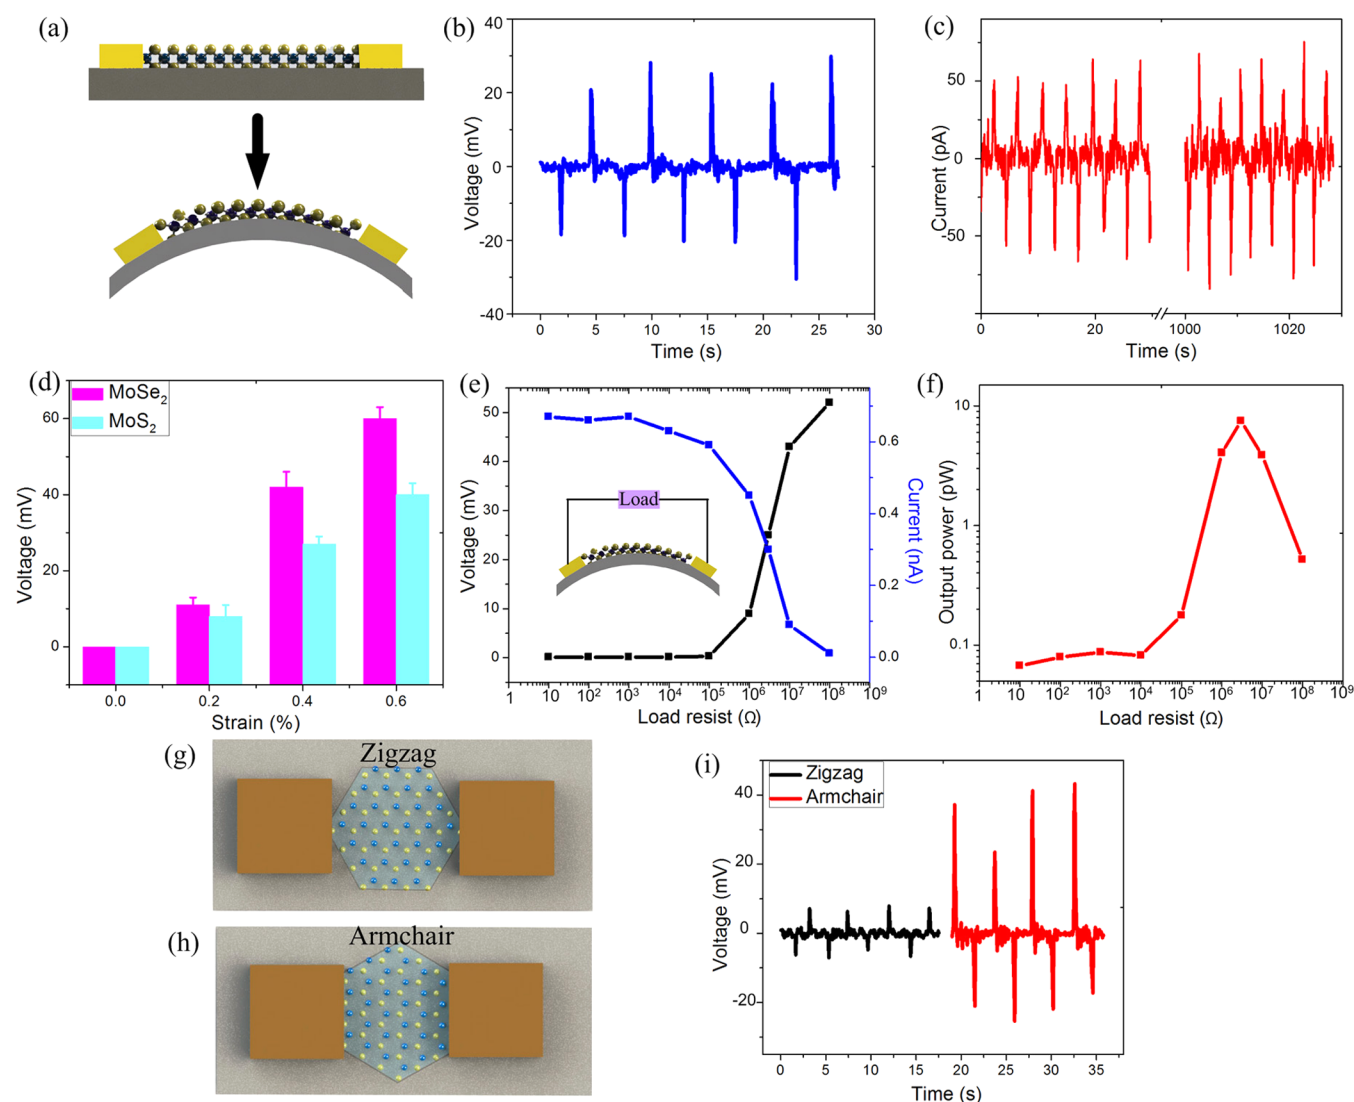 (a)
(b)
40
20
0
-20
-40
Voltage (mV)
0 5 10 15 20 25 30
Time (s)
(c)
50
0
-50
Current (pA)
0 20 1000 1020
Time (s)
(d)
MoSe₂
MoS₂
60
40
20
0
Voltage (mV)
0.0 0.2 0.4 0.6
Strain (%)
(e)
50
40
30
20
10
0
Voltage (mV)
Load
0.6
0.4
0.2
0.0
Current (nA)
1 10 10² 10³ 10⁴ 10⁵ 10⁶ 10⁷ 10⁸ 10⁹
Load resist (Ω)
(f)
10
1
0.1
Output power (pW)
1 10 10² 10³ 10⁴ 10⁵ 10⁶ 10⁷ 10⁸ 10⁹
Load resist (Ω)
(g)
Zigzag
(h)
Armchair
(i)
Zigzag
Armchair
40
20
0
-20
Voltage (mV)
0 5 10 15 20 25 30 35
Time (s)